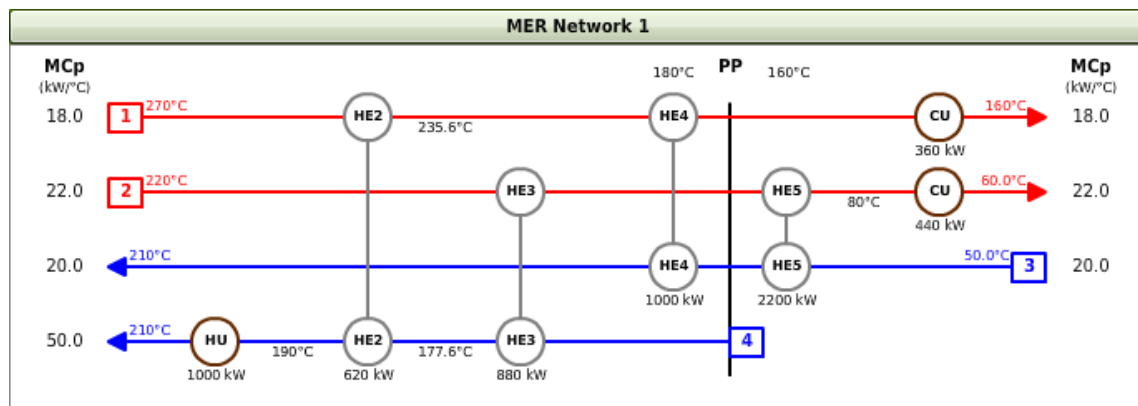 MER Network 1
MCp 180°C PP 160°C MCp
(kW/°C) (kW/°C)
18.0 1 270°C HE2 235.6°C HE4 CU 160°C 18.0
360 kW
22.0 2 220°C HE3 HE5 80°C CU 60.0°C 22.0
440 kW
20.0 210°C HE4 HE5 50.0°C 3 20.0
1000 kW 2200 kW
50.0 210°C HU 190°C HE2 177.6°C HE3 4
1000 kW 620 kW 880 kW